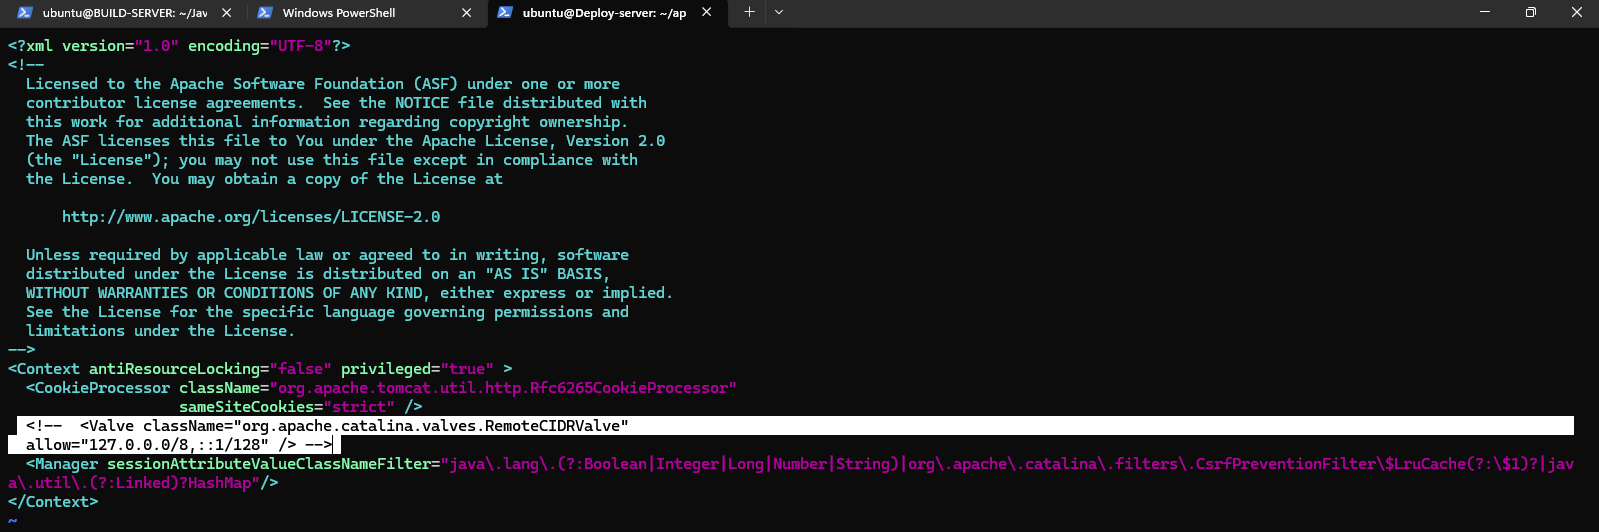 ubuntu@BUILD-SERVER: ~/Jav
Windows PowerShell
ubuntu@Deploy-server: ~/ap
<?xml version="1.0" encoding="UTF-8"?>
<!--
  Licensed to the Apache Software Foundation (ASF) under one or more
  contributor license agreements.  See the NOTICE file distributed with
  this work for additional information regarding copyright ownership.
  The ASF licenses this file to You under the Apache License, Version 2.0
  (the "License"); you may not use this file except in compliance with
  the License.  You may obtain a copy of the License at

      http://www.apache.org/licenses/LICENSE-2.0

  Unless required by applicable law or agreed to in writing, software
  distributed under the License is distributed on an "AS IS" BASIS,
  WITHOUT WARRANTIES OR CONDITIONS OF ANY KIND, either express or implied.
  See the License for the specific language governing permissions and
  limitations under the License.
-->
<Context antiResourceLocking="false" privileged="true" >
  <CookieProcessor className="org.apache.tomcat.util.http.Rfc6265CookieProcessor"
                   sameSiteCookies="strict" />
  <!--  <Valve className="org.apache.catalina.valves.RemoteCIDRValve"
  allow="127.0.0.0/8,::1/128" /> -->
  <Manager sessionAttributeValueClassNameFilter="java\.lang\.(?:Boolean|Integer|Long|Number|String)|org\.apache\.catalina\.filters\.CsrfPreventionFilter\$LruCache(?:\$1)?|jav
a\.util\.(?:Linked)?HashMap"/>
</Context>
~